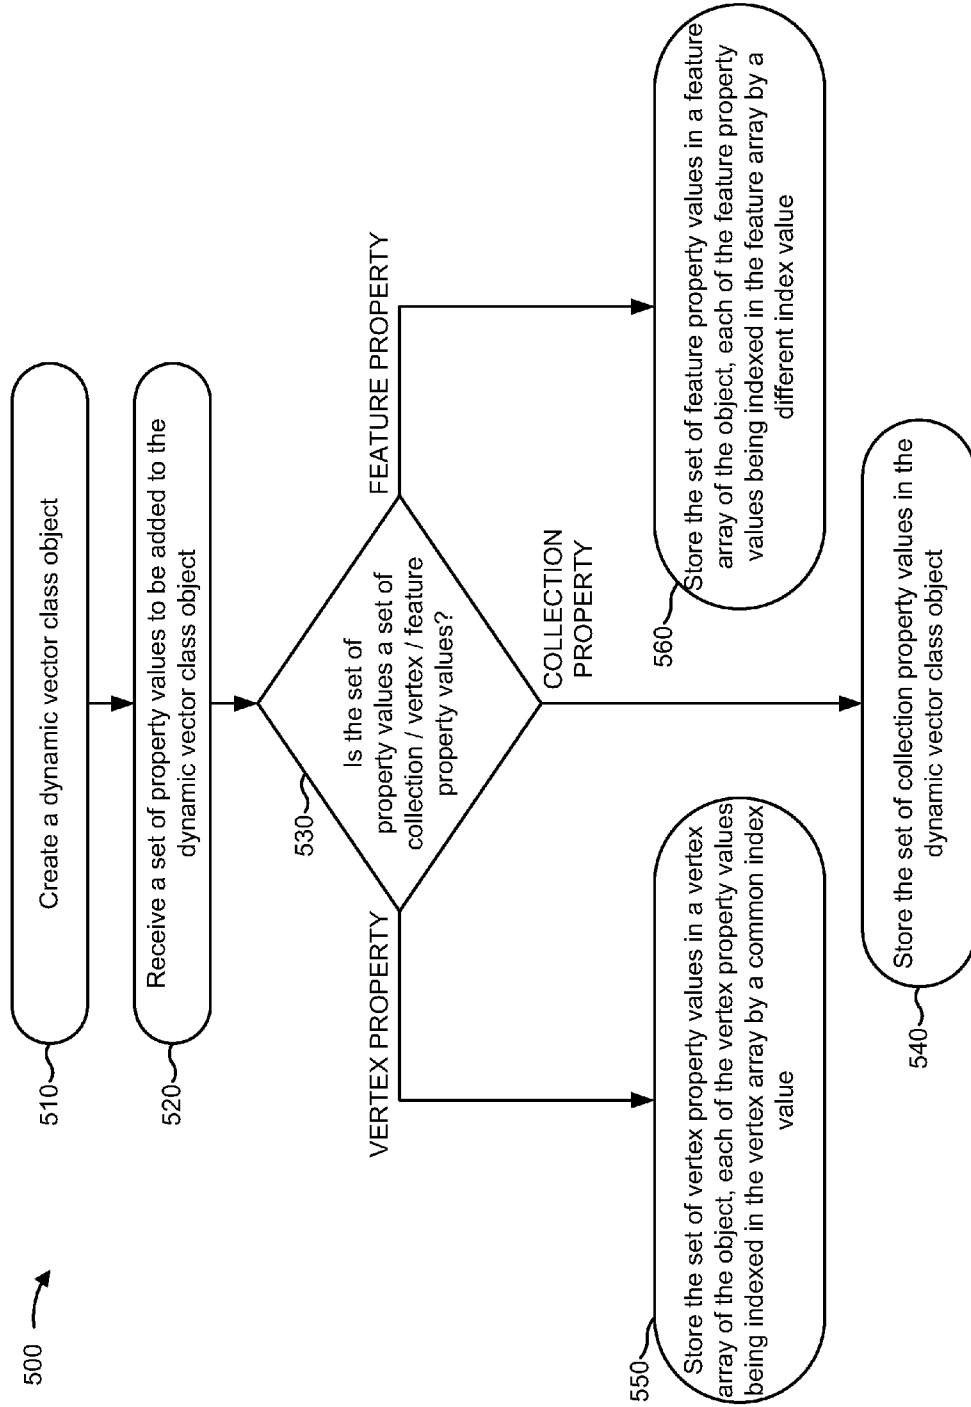 500
510
Create a dynamic vector class object
520
Receive a set of property values to be added to the
dynamic vector class object
530
Is the set of
property values a set of
collection / vertex / feature
property values?
VERTEX PROPERTY
FEATURE PROPERTY
COLLECTION
PROPERTY
550
Store the set of vertex property values in a vertex
array of the object, each of the vertex property values
being indexed in the vertex array by a common index
value
560
Store the set of feature property values in a feature
array of the object, each of the feature property
values being indexed in the feature array by a
different index value
540
Store the set of collection property values in the
dynamic vector class object